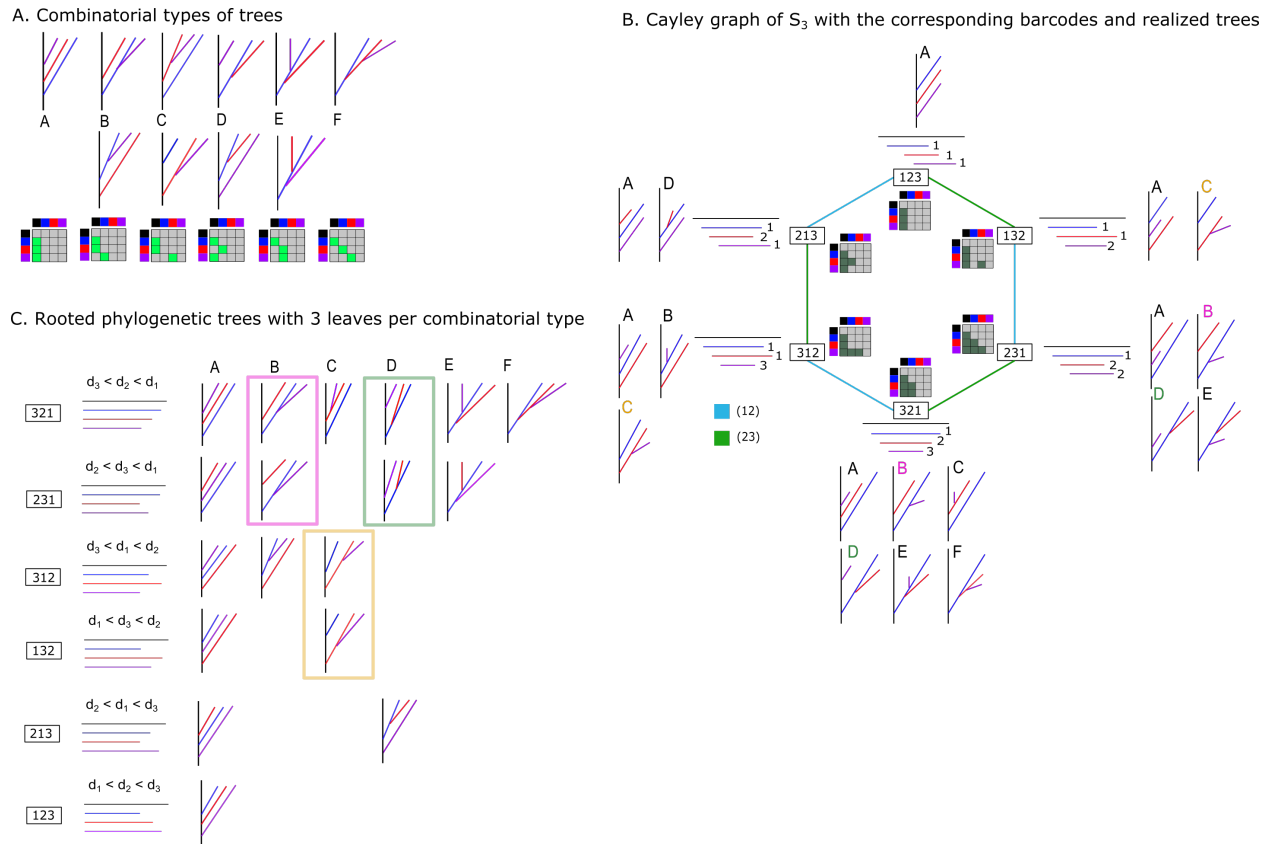 A. Combinatorial types of trees
A B C D E F
C. Rooted phylogenetic trees with 3 leaves per combinatorial type
A B C D E F
d3 < d2 < d1
321
d2 < d3 < d1
231
d3 < d1 < d2
312
d1 < d3 < d2
132
d2 < d1 < d3
213
d1 < d2 < d3
123
B. Cayley graph of S3 with the corresponding barcodes and realized trees
A
1
1
1
123
A D
1
2
1
213
132
1
1
2
A C
A B
C
1
1
3
312
231
1
2
2
A B
D E
321
(12)
(23)
1
2
3
A B C
D E F